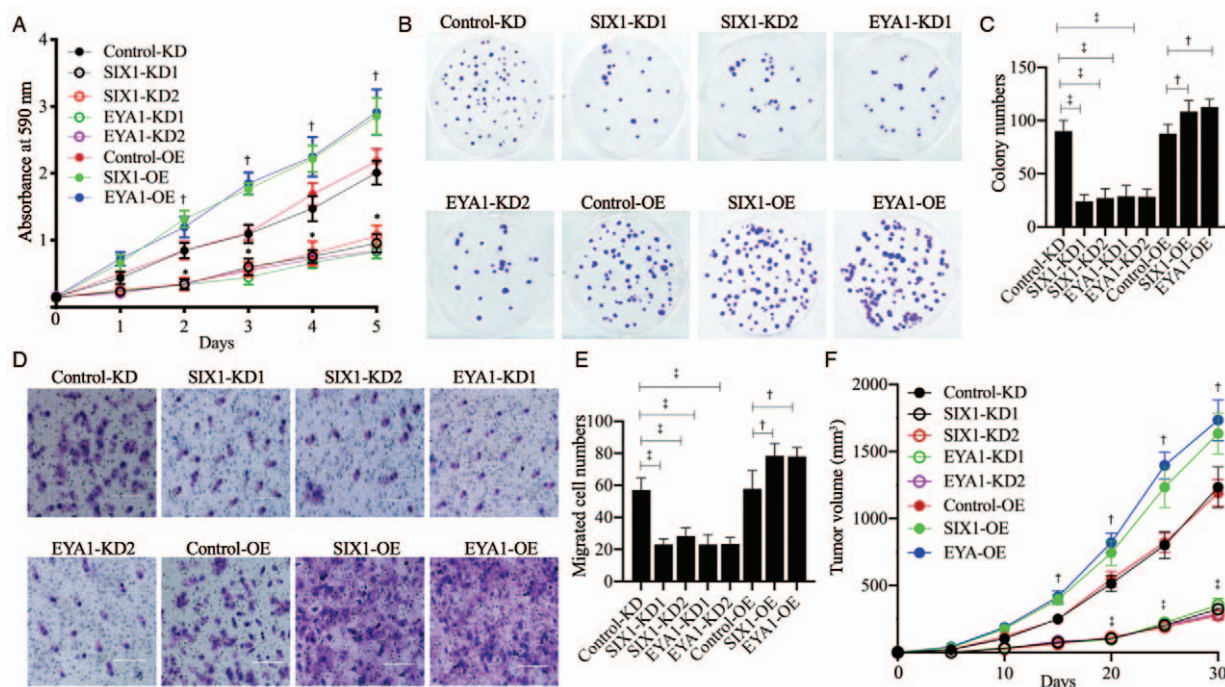 A
Absorbance at 590 nm
4
3
2
1
0
0 1 2 3 4 5
Days
Control-KD
SIX1-KD1
SIX1-KD2
EYA1-KD1
EYA1-KD2
Control-OE
SIX1-OE
EYA1-OE
† † † †
* * * *
B
Control-KD SIX1-KD1 SIX1-KD2 EYA1-KD1
EYA1-KD2 Control-OE SIX1-OE EYA1-OE
C
Colony numbers
150
100
50
0
‡
‡
‡
‡
†
†
Control-KD
SIX1-KD1
SIX1-KD2
EYA1-KD1
EYA1-KD2
Control-OE
SIX1-OE
EYA1-OE
D
Control-KD SIX1-KD1 SIX1-KD2 EYA1-KD1
EYA1-KD2 Control-OE SIX1-OE EYA1-OE
E
Migrated cell numbers
100
80
60
40
20
0
‡
‡
‡
†
†
Control-KD
SIX1-KD1
SIX1-KD2
EYA1-KD1
EYA1-KD2
Control-OE
SIX1-OE
EYA1-OE
F
Tumor volume (mm³)
2000
1500
1000
500
0 10 20 30
Days
Control-KD
SIX1-KD1
SIX1-KD2
EYA1-KD1
EYA1-KD2
Control-OE
SIX1-OE
EYA-OE
† † † †
‡ ‡ ‡